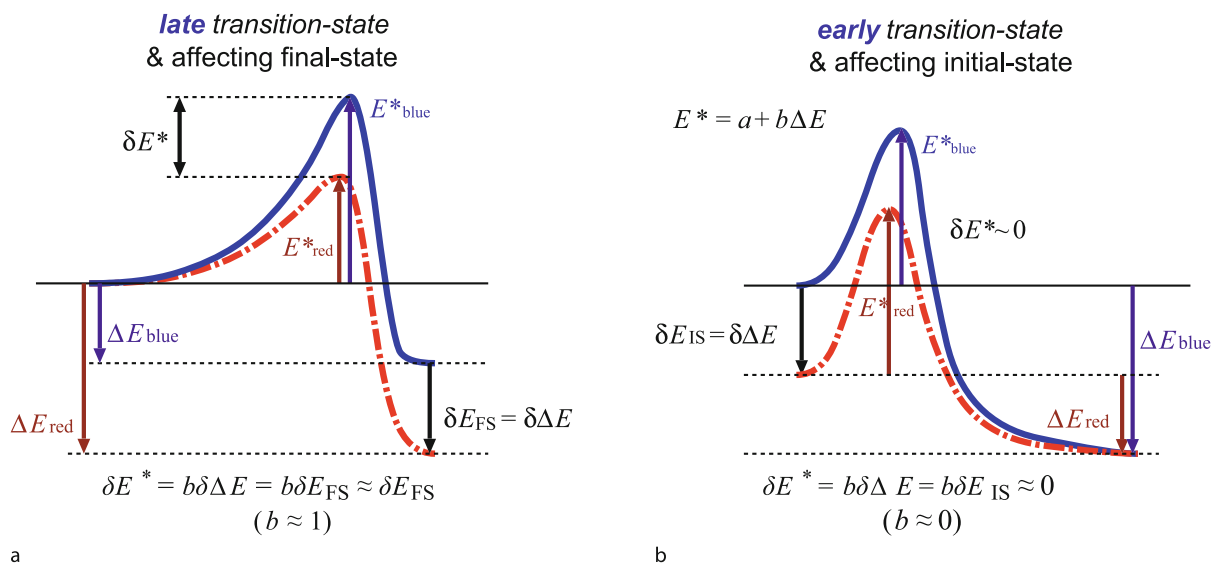 late transition-state
& affecting final-state
E*blue
δE*
E*red
ΔEblue
ΔEred
δEFS = δΔE
δE * = bδΔE = bδEFS ≈ δEFS
(b ≈ 1)
a
early transition-state
& affecting initial-state
E* = a + bΔE
E*blue
δE*~0
E*red
δEIS = δΔE
ΔEblue
ΔEred
δE * = bδΔ E = bδE IS ≈ 0
(b ≈ 0)
b